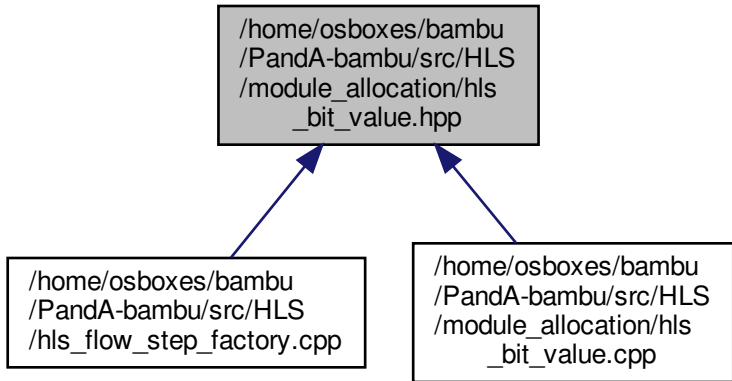 /home/osboxes/bambu
/PandA-bambu/src/HLS
/module_allocation/hls
_bit_value.hpp
/home/osboxes/bambu
/PandA-bambu/src/HLS
/hls_flow_step_factory.cpp
/home/osboxes/bambu
/PandA-bambu/src/HLS
/module_allocation/hls
_bit_value.cpp